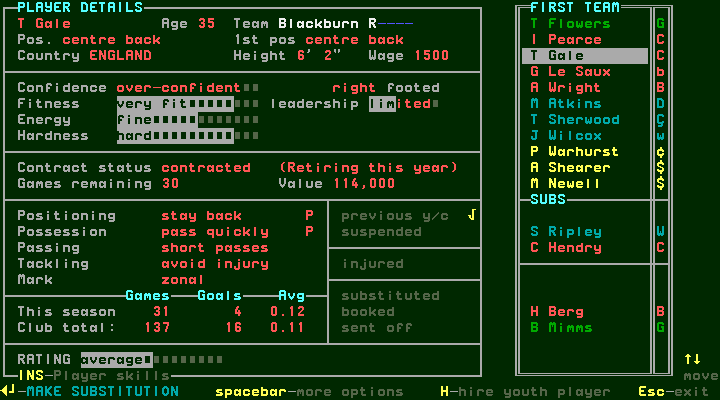 PLAYER DETAILS
T Gale Age 35 Team Blackburn R
Pos. centre back 1st pos centre back
Country ENGLAND Height 6' 2" Wage 1500
Confidence over-confident right footed
Fitness very fit leadership limited
Energy fine
Hardness hard
Contract status contracted (Retiring this year)
Games remaining 30 Value 114,000
Positioning stay back P
Possession pass quickly P
Passing short passes
Tackling avoid injury
Mark zonal
previous y/c √
suspended
injured
substituted
booked
sent off
Games Goals Avg
This season 31 4 0.12
Club total: 137 16 0.11
RATING average
INS-Player skills
FIRST TEAM
T Flowers G
I Pearce C
T Gale C
G Le Saux b
A Wright B
M Atkins D
T Sherwood Ç
J Wilcox w
P Warhurst ¢
A Shearer $
M Newell $
SUBS
S Ripley W
C Hendry C
H Berg B
B Mimms G
↑↓
move
↵-MAKE SUBSTITUTION spacebar-more options H-hire youth player Esc-exit